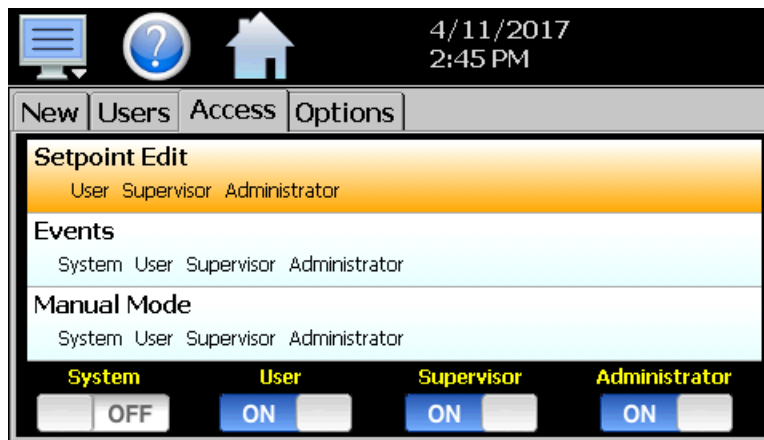 ?
4/11/2017
2:45 PM
New Users Access Options
Setpoint Edit
User Supervisor Administrator
Events
System User Supervisor Administrator
Manual Mode
System User Supervisor Administrator
System User Supervisor Administrator
OFF ON ON ON